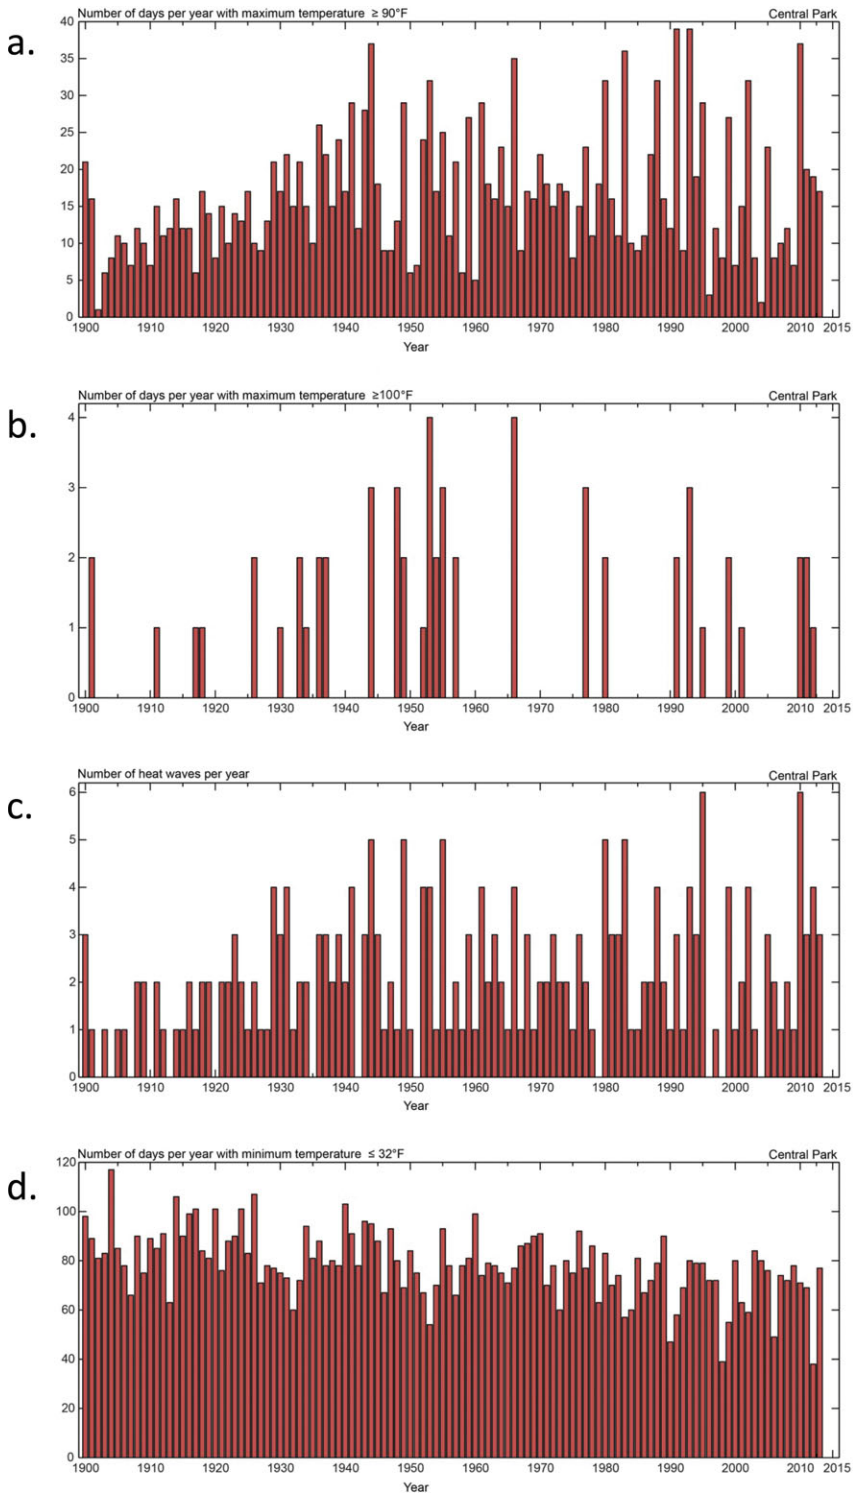 Number of days per year with maximum temperature ≥ 90°F Central Park
a.
40
35
30
25
20
15
10
5
0
1900 1910 1920 1930 1940 1950 1960 1970 1980 1990 2000 2010 2015
Year
Number of days per year with maximum temperature ≥100°F Central Park
b.
4
3
2
1
0
1900 1910 1920 1930 1940 1950 1960 1970 1980 1990 2000 2010 2015
Year
Number of heat waves per year Central Park
c.
6
5
4
3
2
1
0
1900 1910 1920 1930 1940 1950 1960 1970 1980 1990 2000 2010 2015
Year
Number of days per year with minimum temperature ≤ 32°F Central Park
d.
120
100
80
60
40
20
0
1900 1910 1920 1930 1940 1950 1960 1970 1980 1990 2000 2010 2015
Year